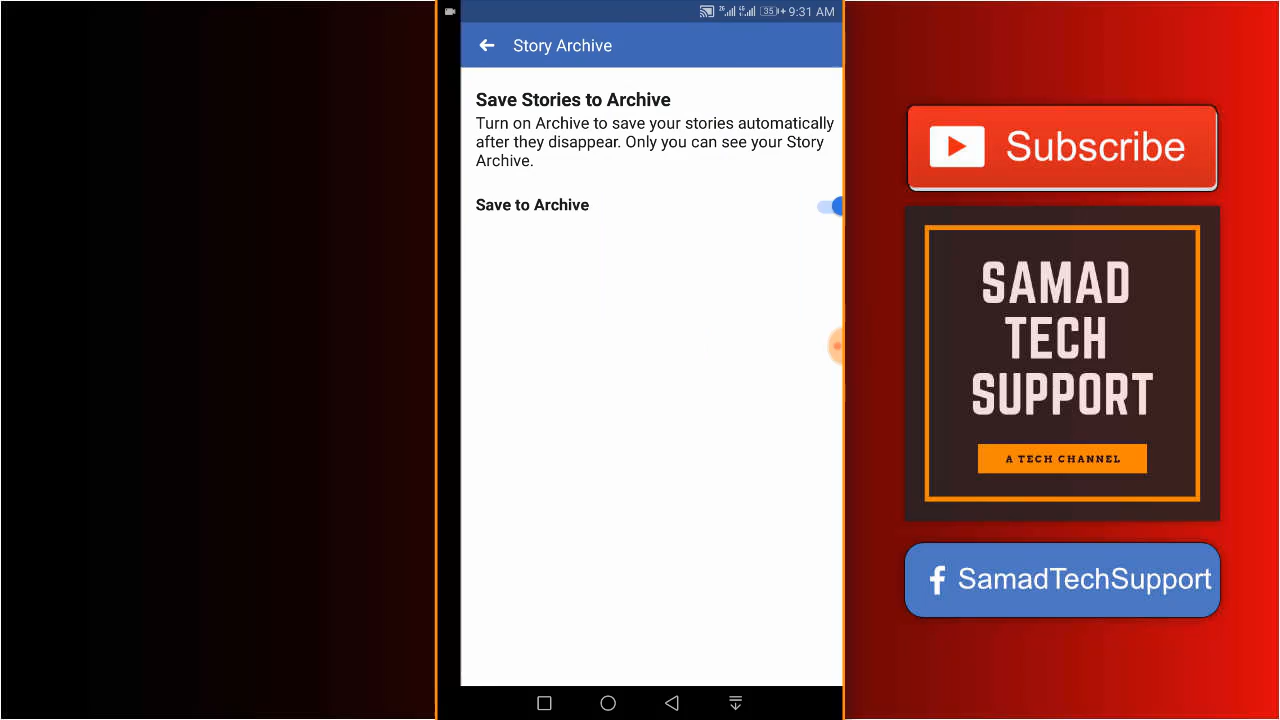 9:31 AM
35
Story Archive
Save Stories to Archive
Turn on Archive to save your stories automatically
after they disappear. Only you can see your Story
Archive.
Save to Archive
Subscribe
SAMAD
TECH
SUPPORT
A TECH CHANNEL
SamadTechSupport